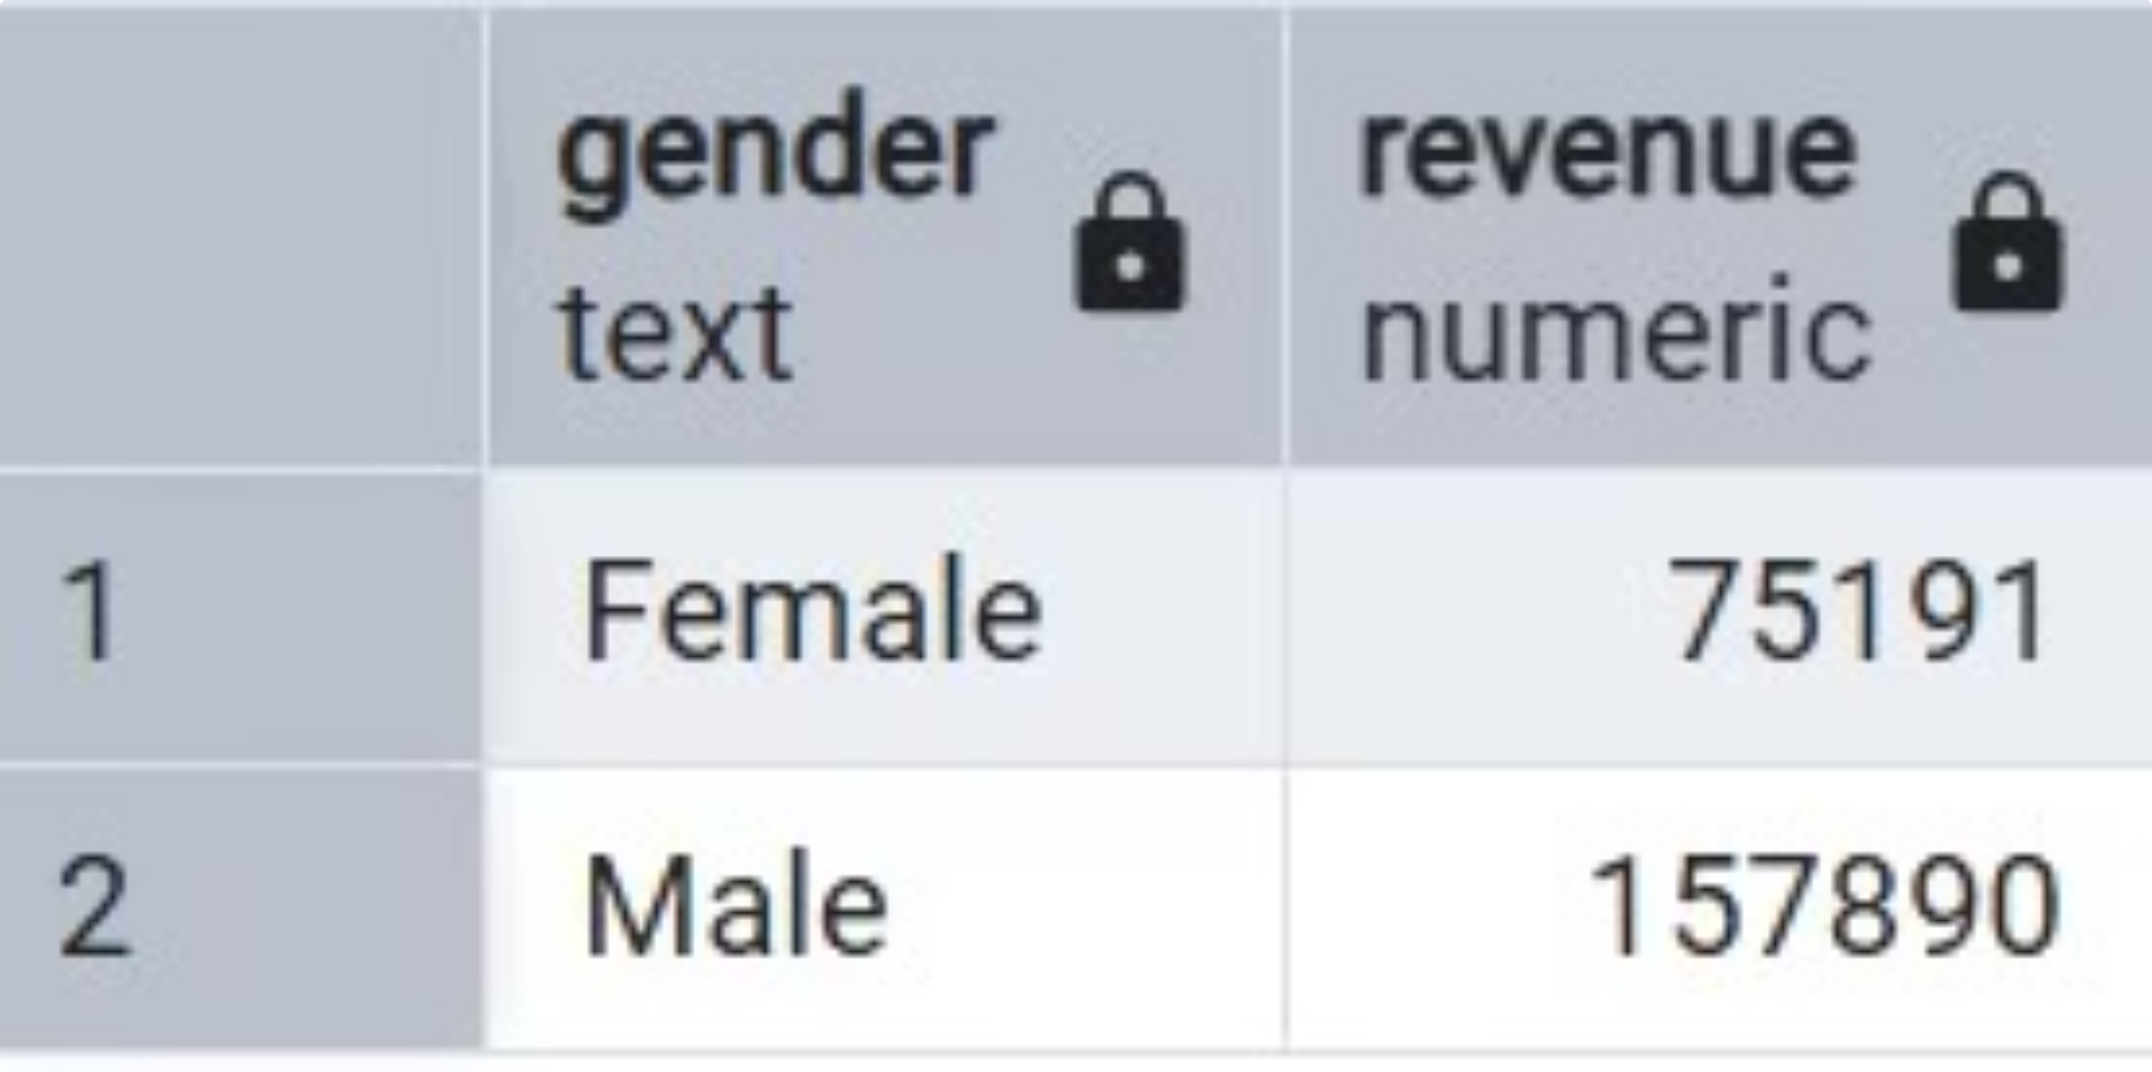 gender revenue
text numeric
1 Female 75191
2 Male 157890